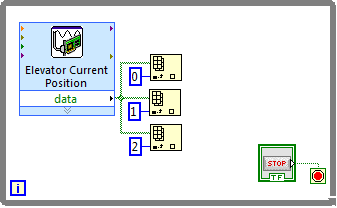 Elevator Current
Position
data
0
1
2
STOP
TF
i